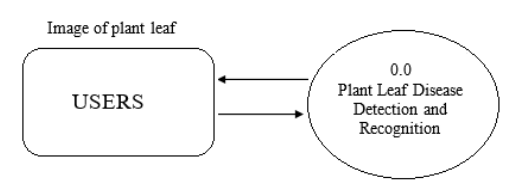 Image of plant leaf
USERS
0.0
Plant Leaf Disease
Detection and
Recognition